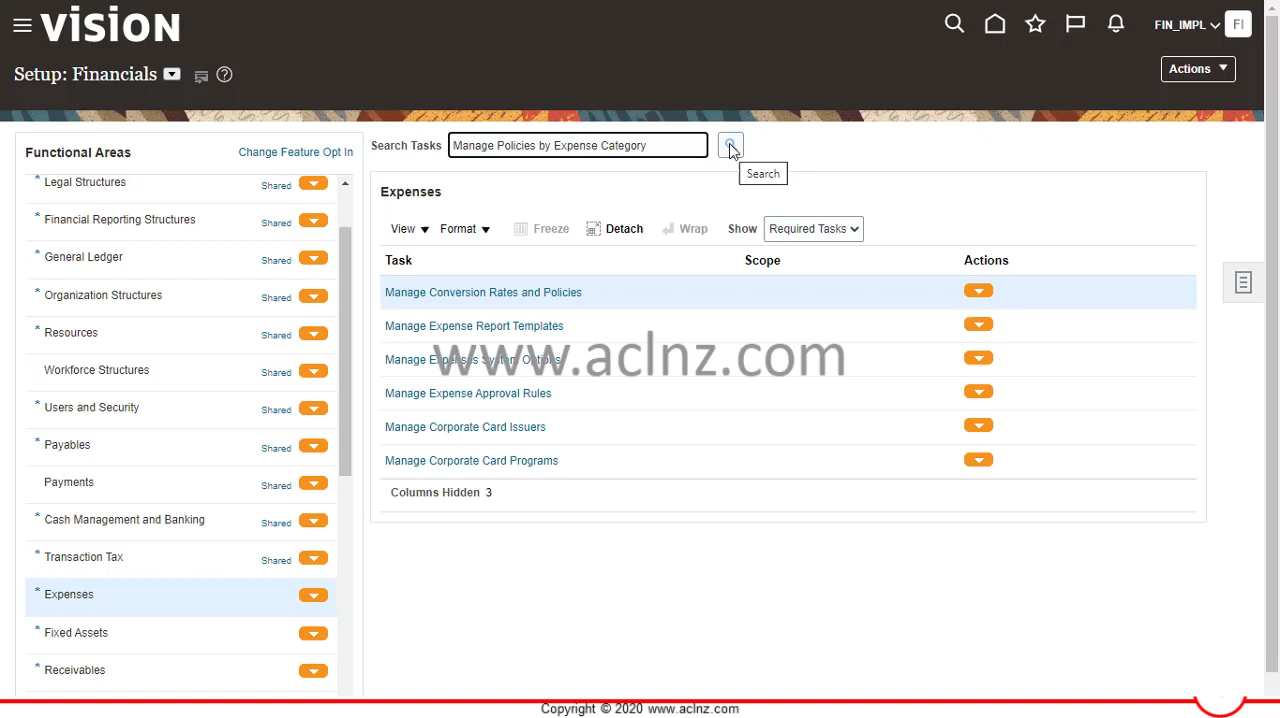 vision
FIN_IMPL
FI
Setup: Financials
Actions
Functional Areas
Change Feature Opt In
* Legal Structures Shared
* Financial Reporting Structures Shared
* General Ledger Shared
* Organization Structures Shared
* Resources Shared
Workforce Structures Shared
* Users and Security Shared
* Payables Shared
Payments Shared
* Cash Management and Banking Shared
* Transaction Tax Shared
* Expenses
* Fixed Assets
* Receivables
Search Tasks Manage Policies by Expense Category
Search
Expenses
View Format Freeze Detach Wrap Show Required Tasks
Task Scope Actions
Manage Conversion Rates and Policies
Manage Expense Report Templates
Manage Expenses System Options
Manage Expense Approval Rules
Manage Corporate Card Issuers
Manage Corporate Card Programs
Columns Hidden 3
www.aclnz.com
Copyright © 2020 www.aclnz.com